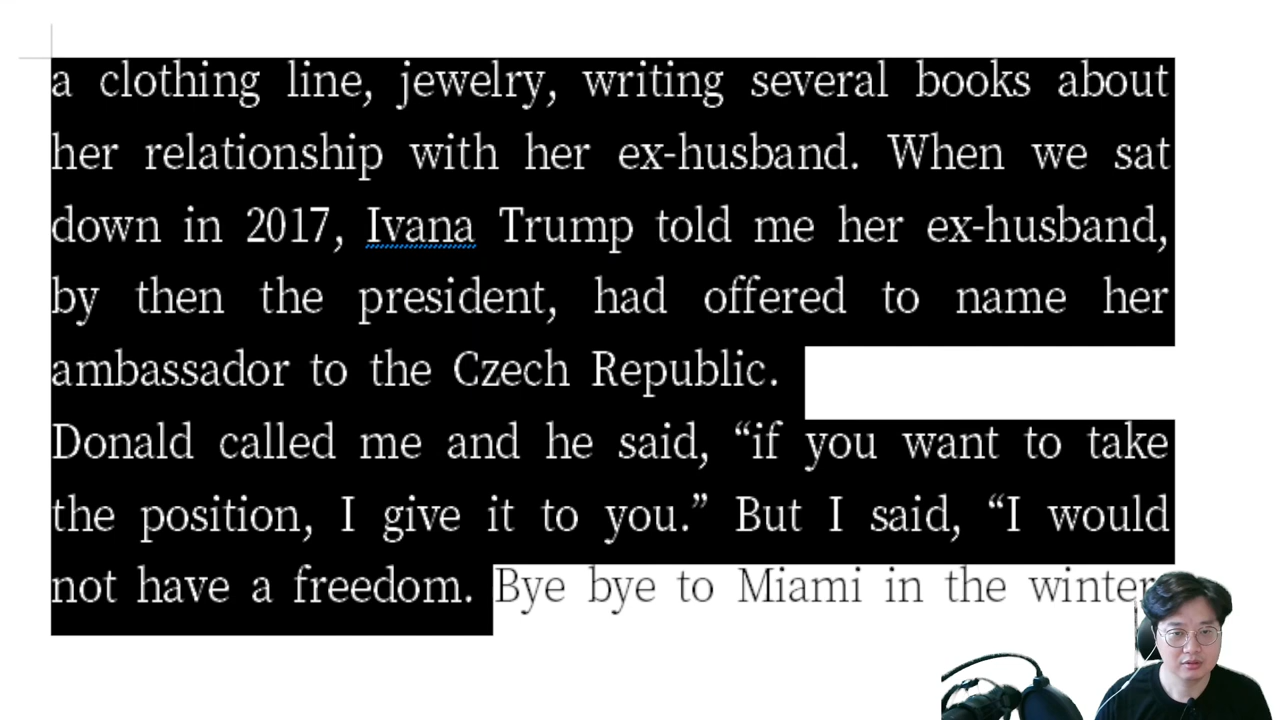 a clothing line, jewelry, writing several books about
her relationship with her ex-husband. When we sat
down in 2017, Ivana Trump told me her ex-husband,
by then the president, had offered to name her
ambassador to the Czech Republic.
Donald called me and he said, “if you want to take
the position, I give it to you.” But I said, “I would
not have a freedom. Bye bye to Miami in the winter